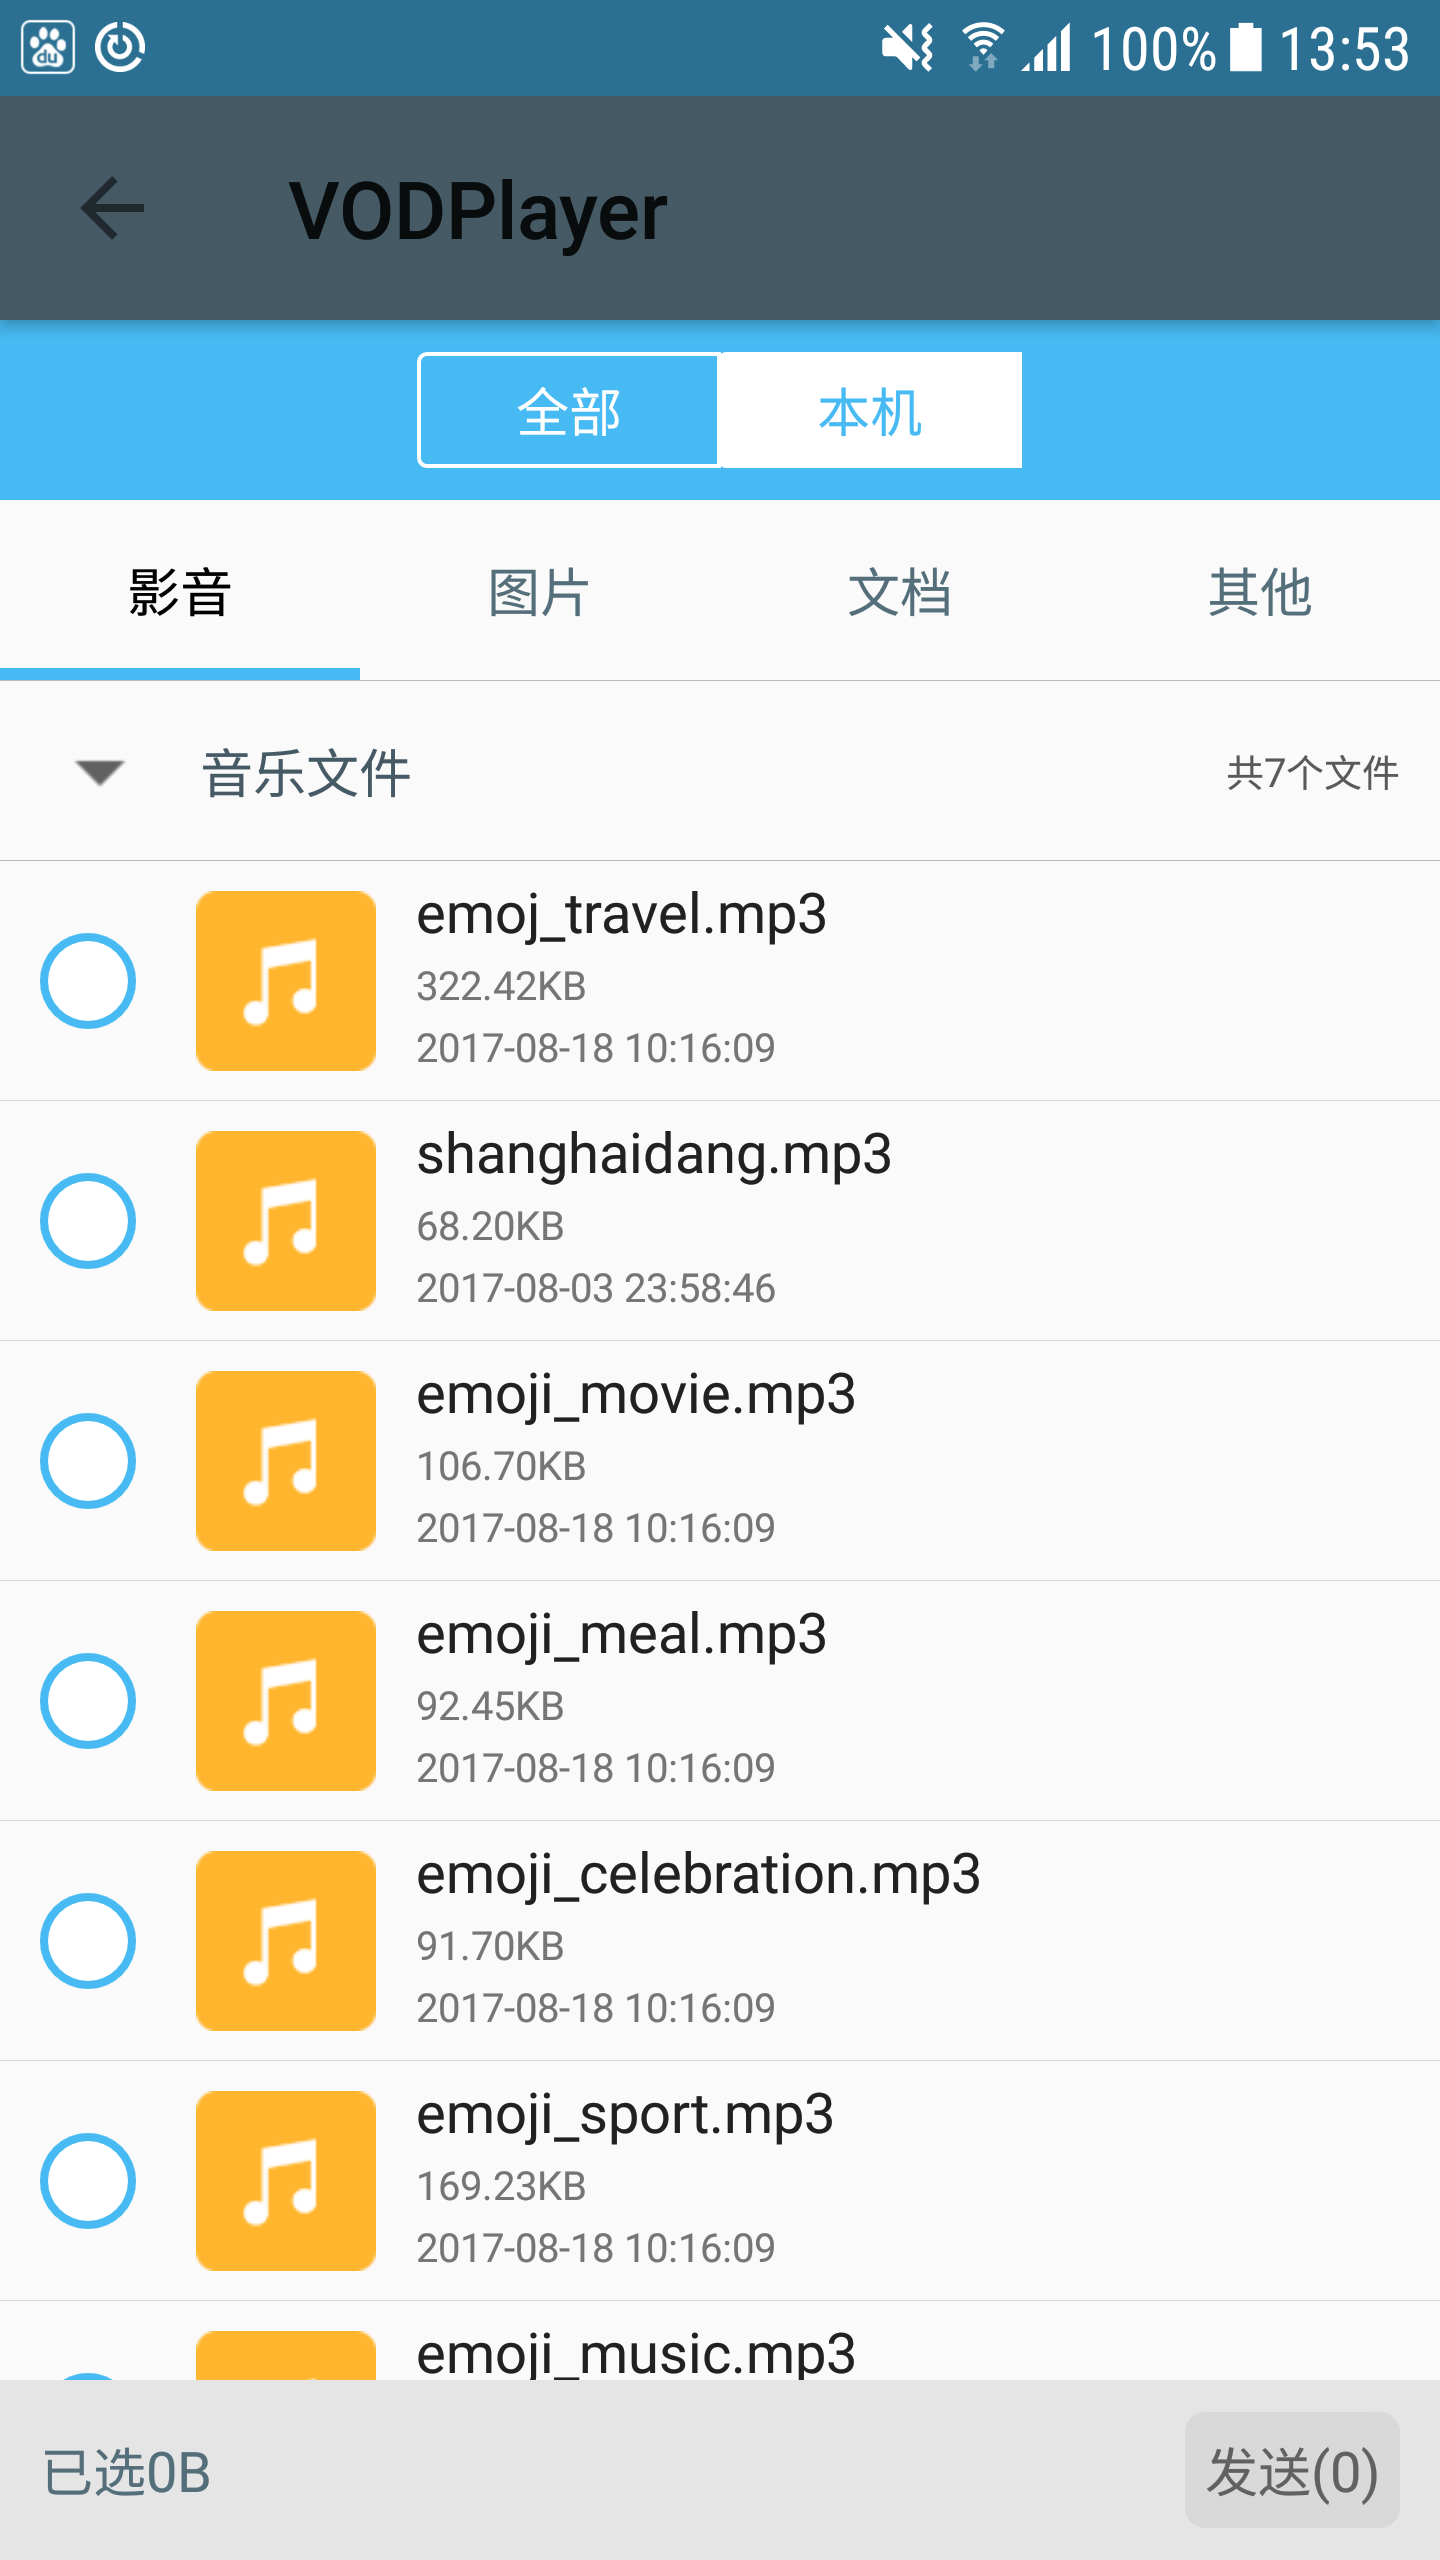 du
100% 13:53
VODPlayer
全部 本机
影音 图片 文档 其他
音乐文件 共7个文件
emoj_travel.mp3
322.42KB
2017-08-18 10:16:09
shanghaidang.mp3
68.20KB
2017-08-03 23:58:46
emoji_movie.mp3
106.70KB
2017-08-18 10:16:09
emoji_meal.mp3
92.45KB
2017-08-18 10:16:09
emoji_celebration.mp3
91.70KB
2017-08-18 10:16:09
emoji_sport.mp3
169.23KB
2017-08-18 10:16:09
emoji_music.mp3
已选0B 发送(0)